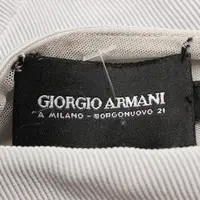 GIORGIO ARMANI
A MILANO - BORGONUOVO 21